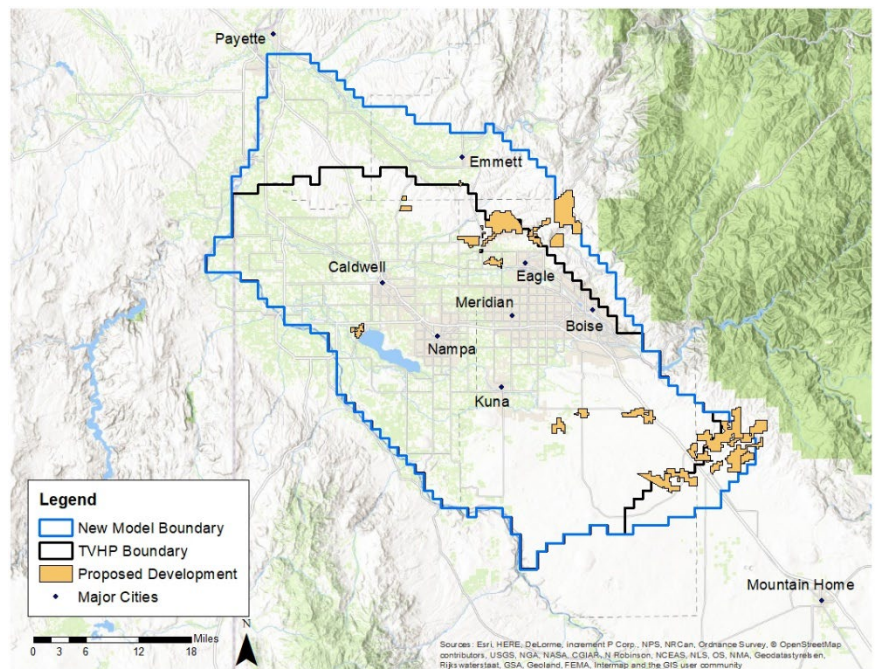 Payette
Emmett
Caldwell
Eagle
Meridian
Boise
Nampa
Kuna
Mountain Home
Legend
New Model Boundary
TVHP Boundary
Proposed Development
Major Cities
Miles
0 3 6 12 18
N
Sources: Esri, HERE, DeLorme, increment P Corp., NPS, NRCan, Ordnance Survey, © OpenStreetMap
contributors, USGS, NGA, NASA, CGIAR, N Robinson, NCEAS, NLS, OS, NMA, Geodatastyrelsen,
Rijkswaterstaat, GSA, Geoland, FEMA, Intermap and the GIS user community